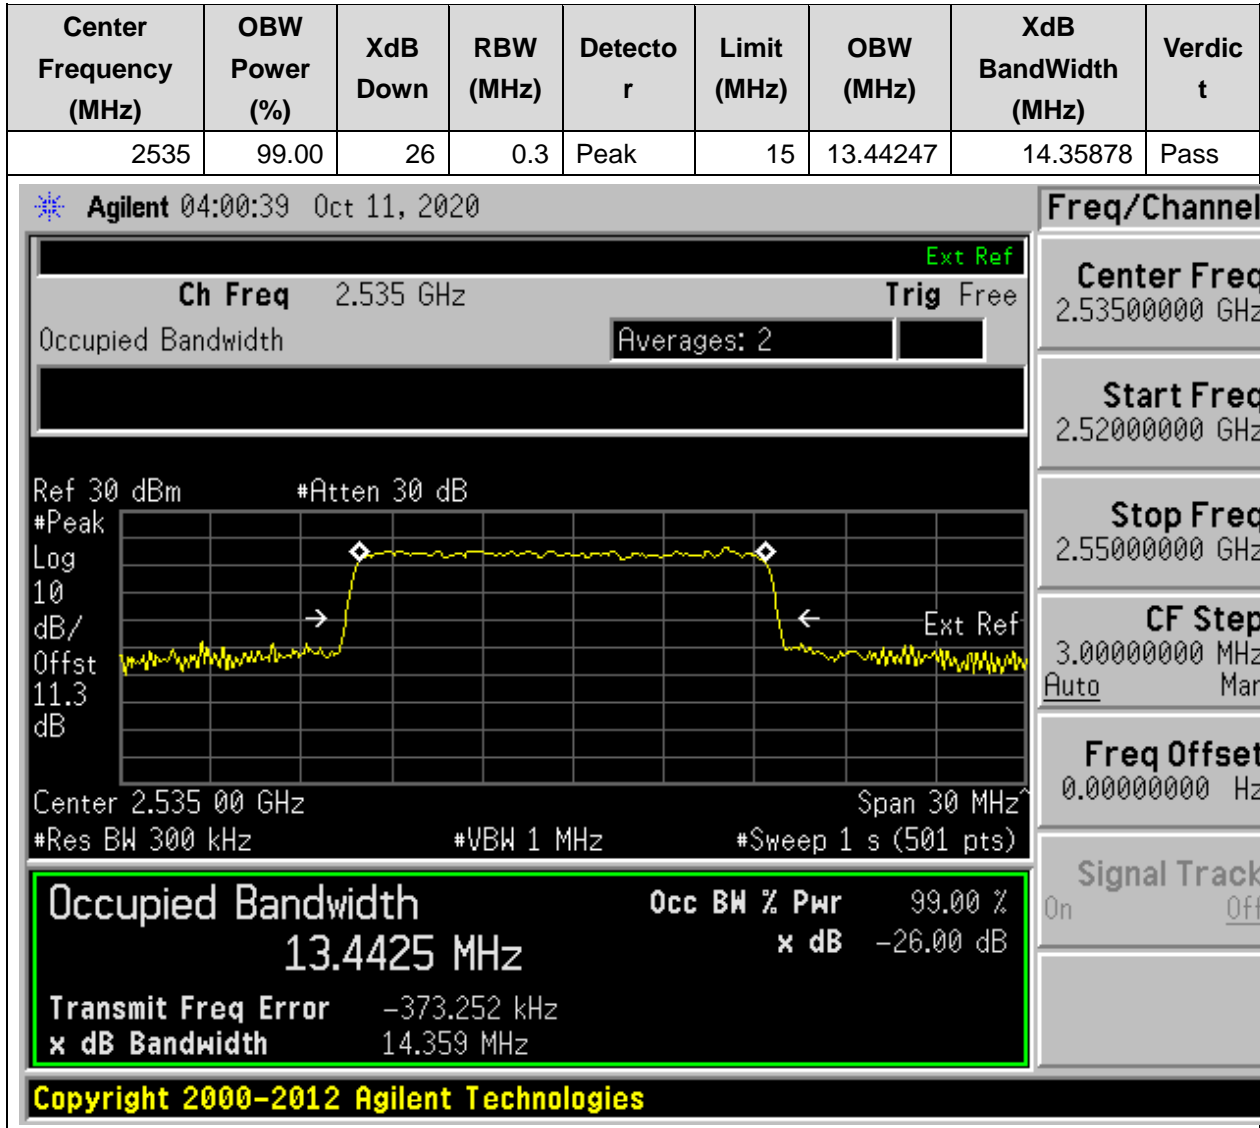 Center Frequency (MHz) OBW Power (%) XdB Down RBW (MHz) Detecto r Limit (MHz) OBW (MHz) XdB BandWidth (MHz) Verdic t
2535 99.00 26 0.3 Peak 15 13.44247 14.35878 Pass
Agilent 04:00:39 Oct 11, 2020
Freq/Channel
Ext Ref
Ch Freq 2.535 GHz Trig Free
Occupied Bandwidth Averages: 2
Center Freq
2.53500000 GHz
Start Freq
2.52000000 GHz
Stop Freq
2.55000000 GHz
CF Step
3.00000000 MHz
Auto Man
Freq Offset
0.00000000 Hz
Signal Track
On Off
Ref 30 dBm #Atten 30 dB
#Peak
Log
10
dB/
Offst
11.3
dB
Ext Ref
Center 2.535 00 GHz Span 30 MHz^
#Res BW 300 kHz #VBW 1 MHz #Sweep 1 s (501 pts)
Occupied Bandwidth Occ BW % Pwr 99.00 %
13.4425 MHz x dB -26.00 dB
Transmit Freq Error -373.252 kHz
x dB Bandwidth 14.359 MHz
Copyright 2000-2012 Agilent Technologies